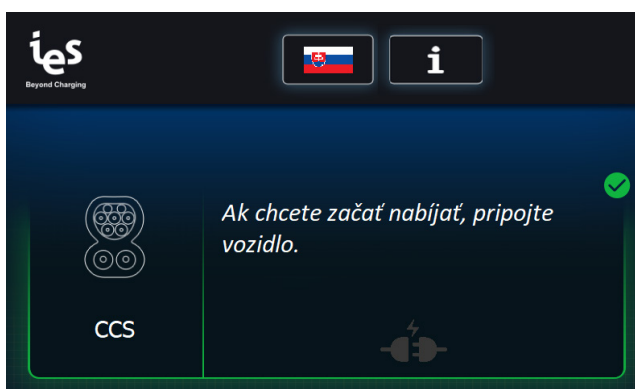 ies
Beyond Charging
i
Ak chcete začať nabíjať, pripojte
vozidlo.
CCS